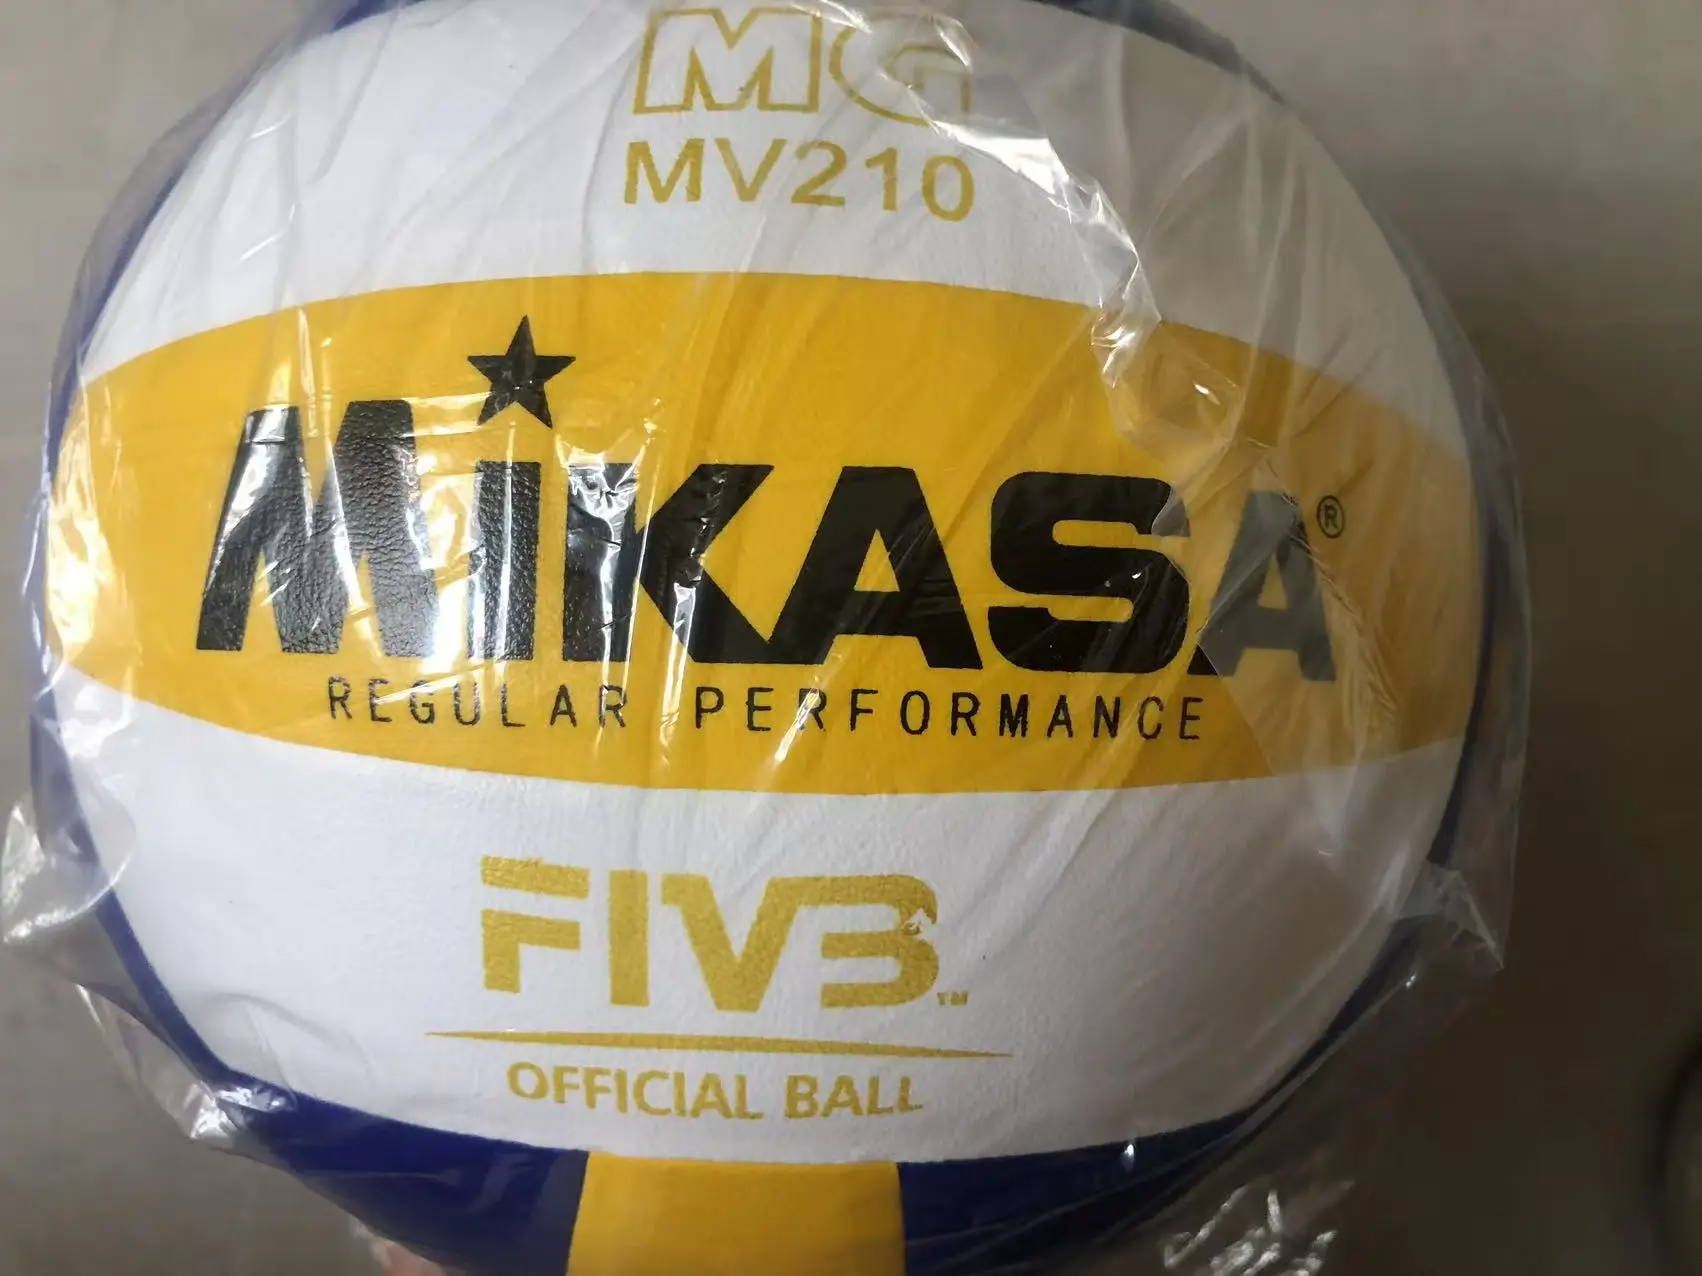 MG
MV210
MIKASA®
REGULAR PERFORMANCE
FIVB™
OFFICIAL BALL